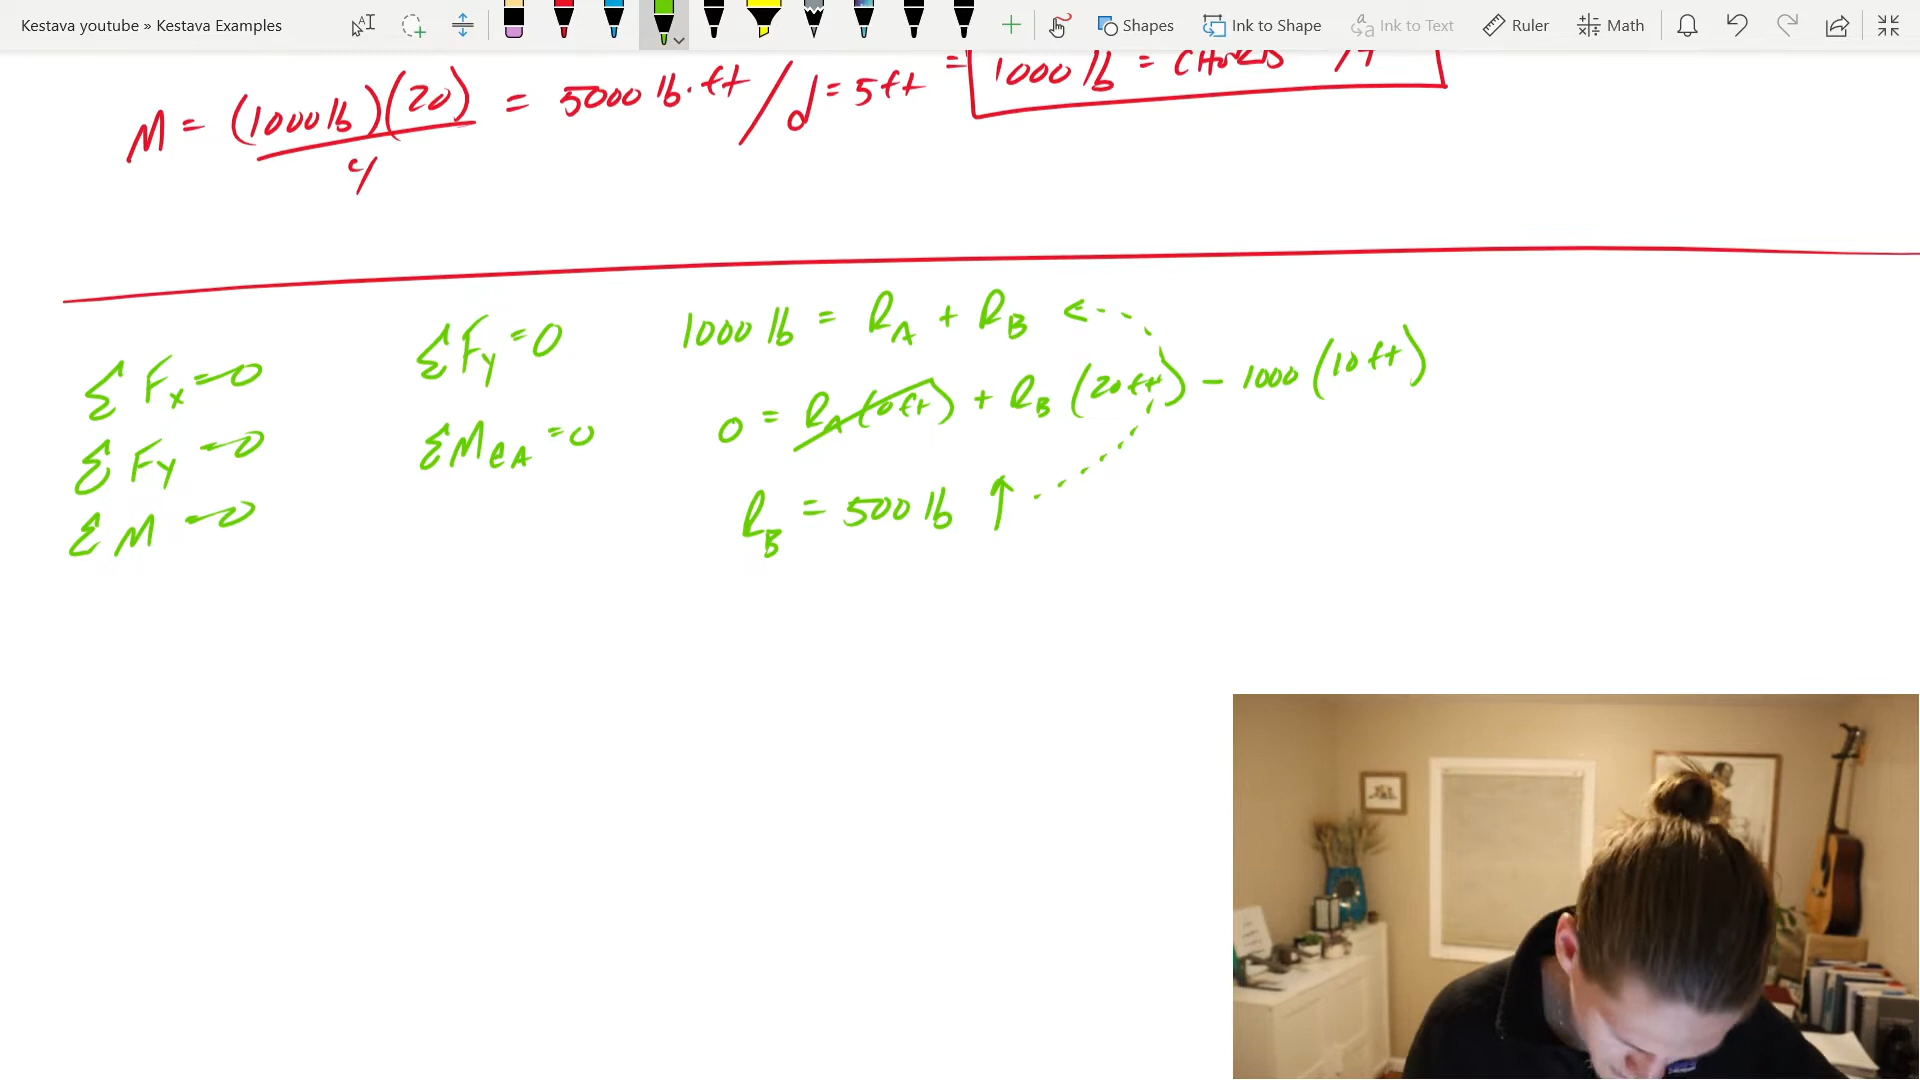 Kestava youtube » Kestava Examples
Shapes
Ink to Shape
Ink to Text
Ruler
Math
M = (1000 lb)(20) / 4 = 5000 lb·ft / d = 5 ft = 1000 lb = CHORDS
ΣFx = 0
ΣFy = 0
ΣM = 0
ΣFy = 0
1000 lb = RA + RB
ΣM@A = 0
0 = RA(0ft) + RB(20ft) - 1000(10ft)
RB = 500 lb ↑